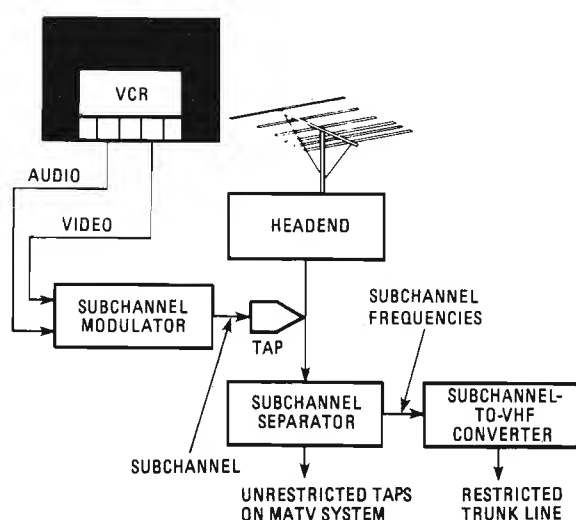 VCR
AUDIO
VIDEO
HEADEND
SUBCHANNEL
MODULATOR
TAP
SUBCHANNEL
FREQUENCIES
SUBCHANNEL
SEPARATOR
SUBCHANNEL-
TO-VHF
CONVERTER
SUBCHANNEL
UNRESTRICTED TAPS
ON MATV SYSTEM
RESTRICTED
TRUNK LINE